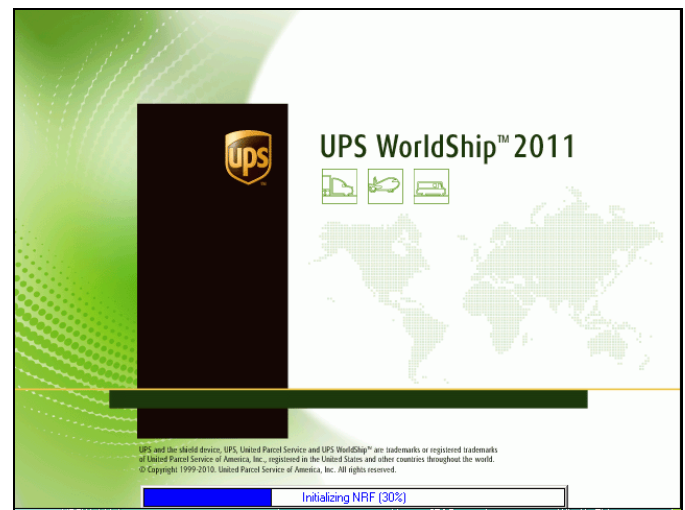 ups
UPS WorldShip™ 2011
UPS and the shield device, UPS, United Parcel Service and UPS WorldShip™ are trademarks or registered trademarks
of United Parcel Service of America, Inc., registered in the United States and other countries throughout the world.
© Copyright 1999-2010. United Parcel Service of America, Inc. All rights reserved.
Initializing NRF (30%)